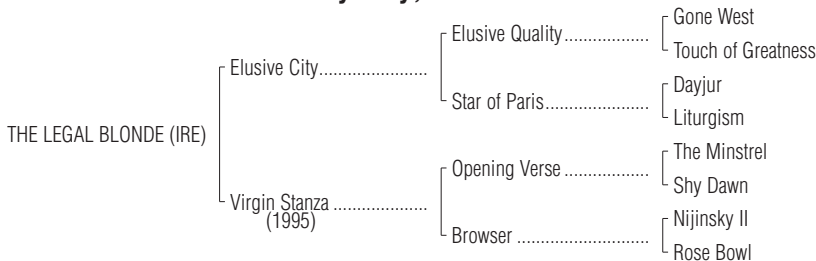 Gone West
Elusive Quality..................
Touch of Greatness
Elusive City.......................
Dayjur
Star of Paris......................
Liturgism
THE LEGAL BLONDE (IRE)
The Minstrel
Opening Verse ..................
Shy Dawn
Virgin Stanza ....................
(1995)
Nijinsky II
Browser ............................
Rose Bowl